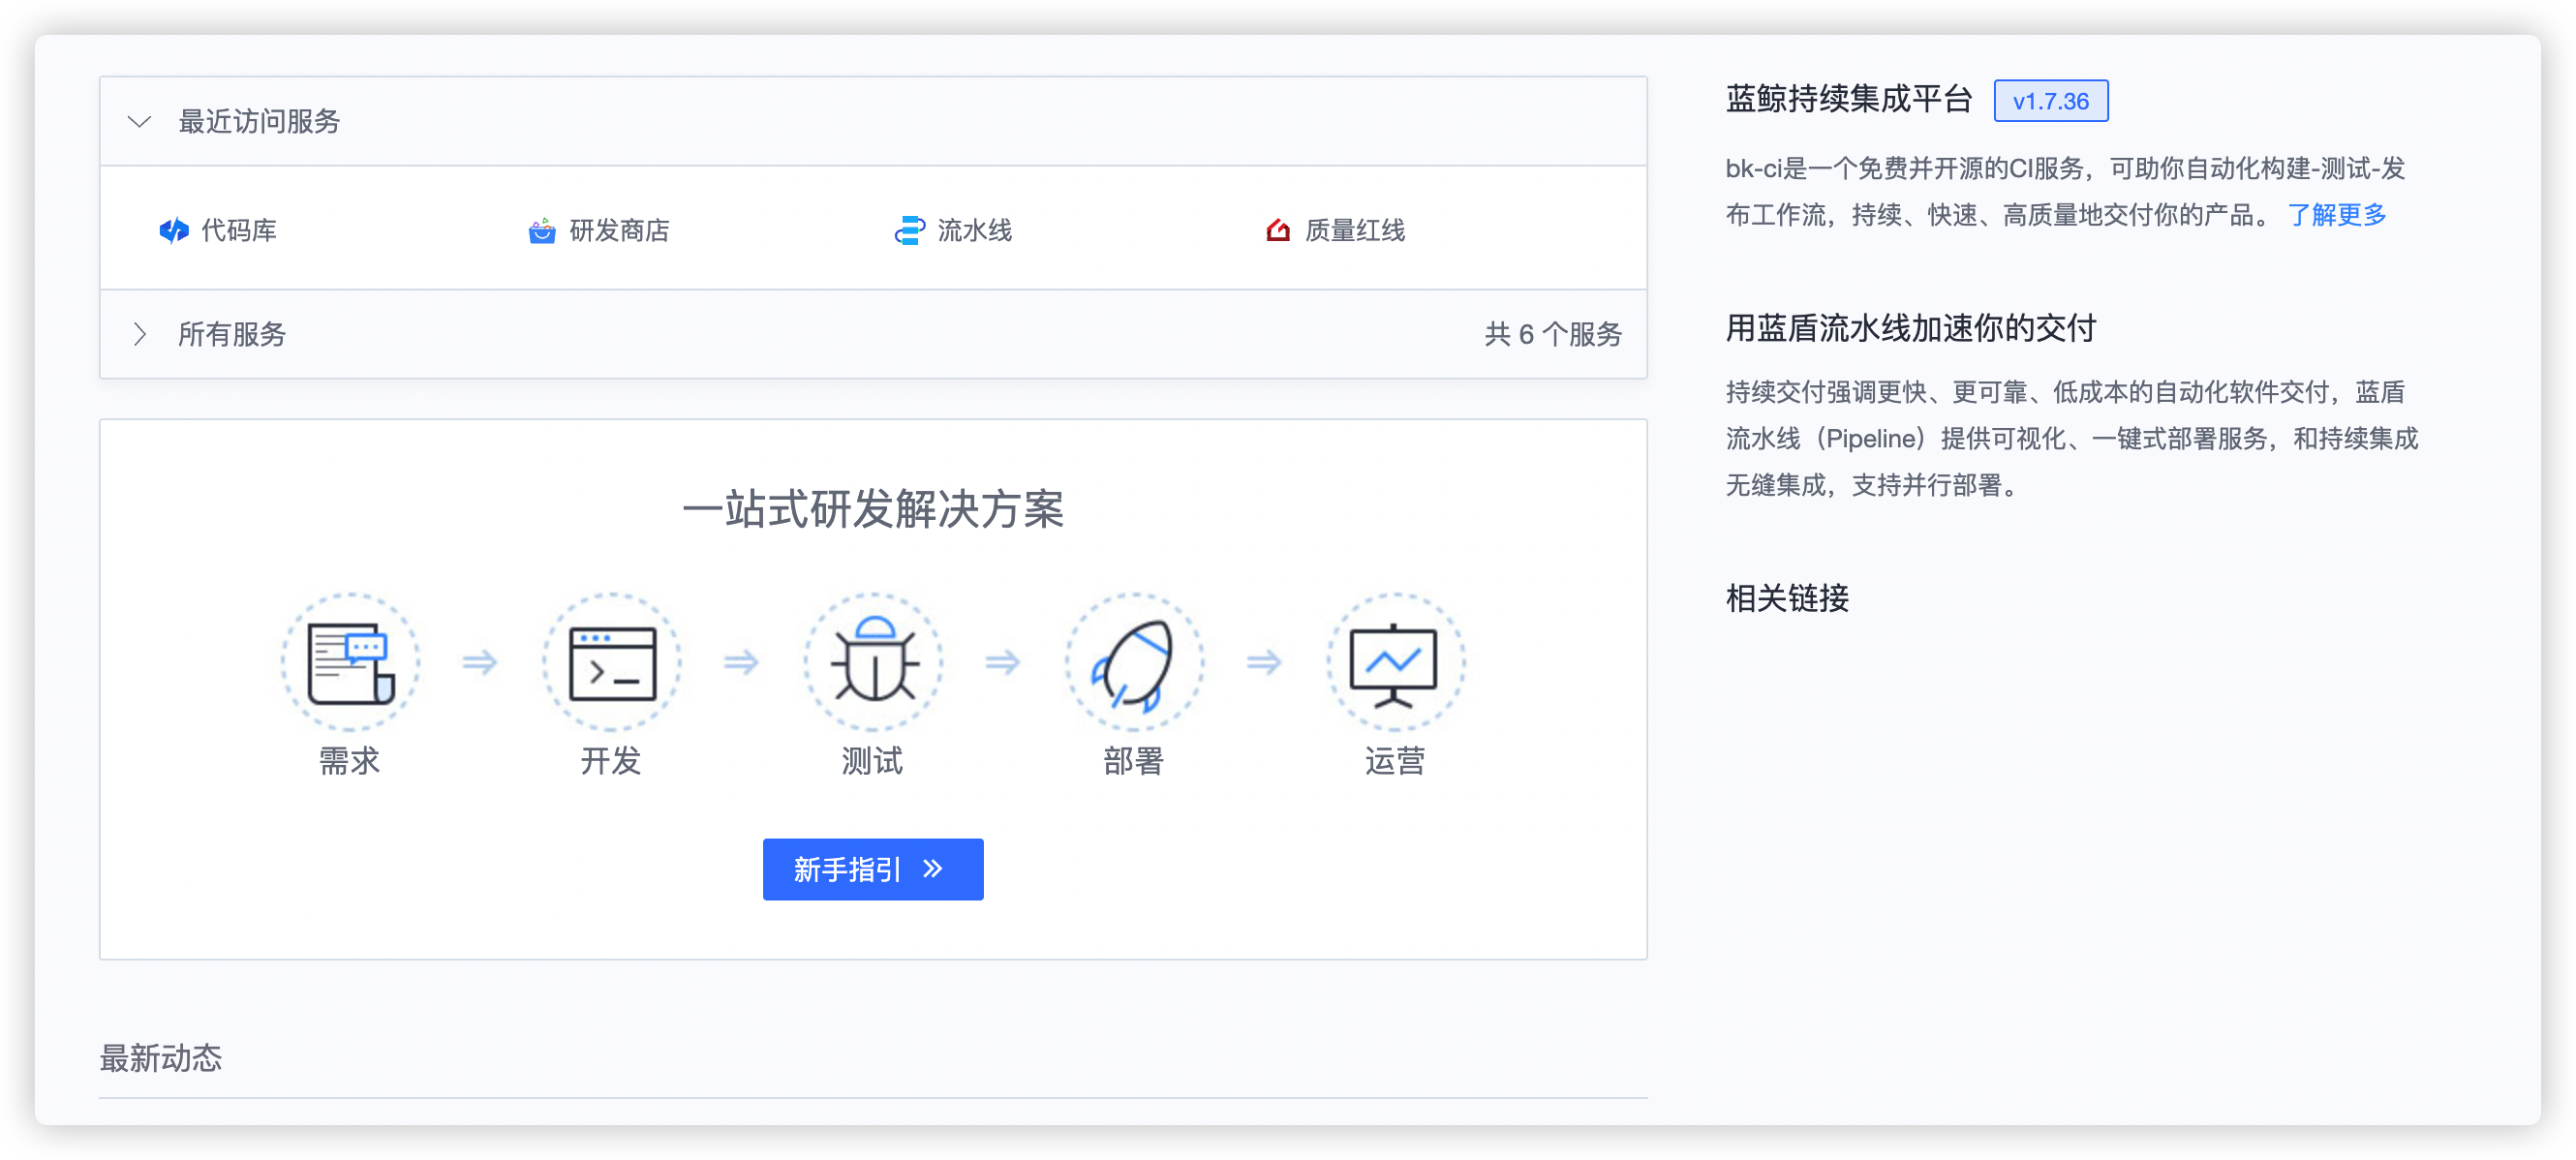 最近访问服务
代码库
研发商店
流水线
质量红线
所有服务
共 6 个服务
一站式研发解决方案
需求
开发
测试
部署
运营
新手指引
最新动态
蓝鲸持续集成平台 v1.7.36
bk-ci是一个免费并开源的CI服务，可助你自动化构建-测试-发
布工作流，持续、快速、高质量地交付你的产品。 了解更多
用蓝盾流水线加速你的交付
持续交付强调更快、更可靠、低成本的自动化软件交付，蓝盾
流水线（Pipeline）提供可视化、一键式部署服务，和持续集成
无缝集成，支持并行部署。
相关链接